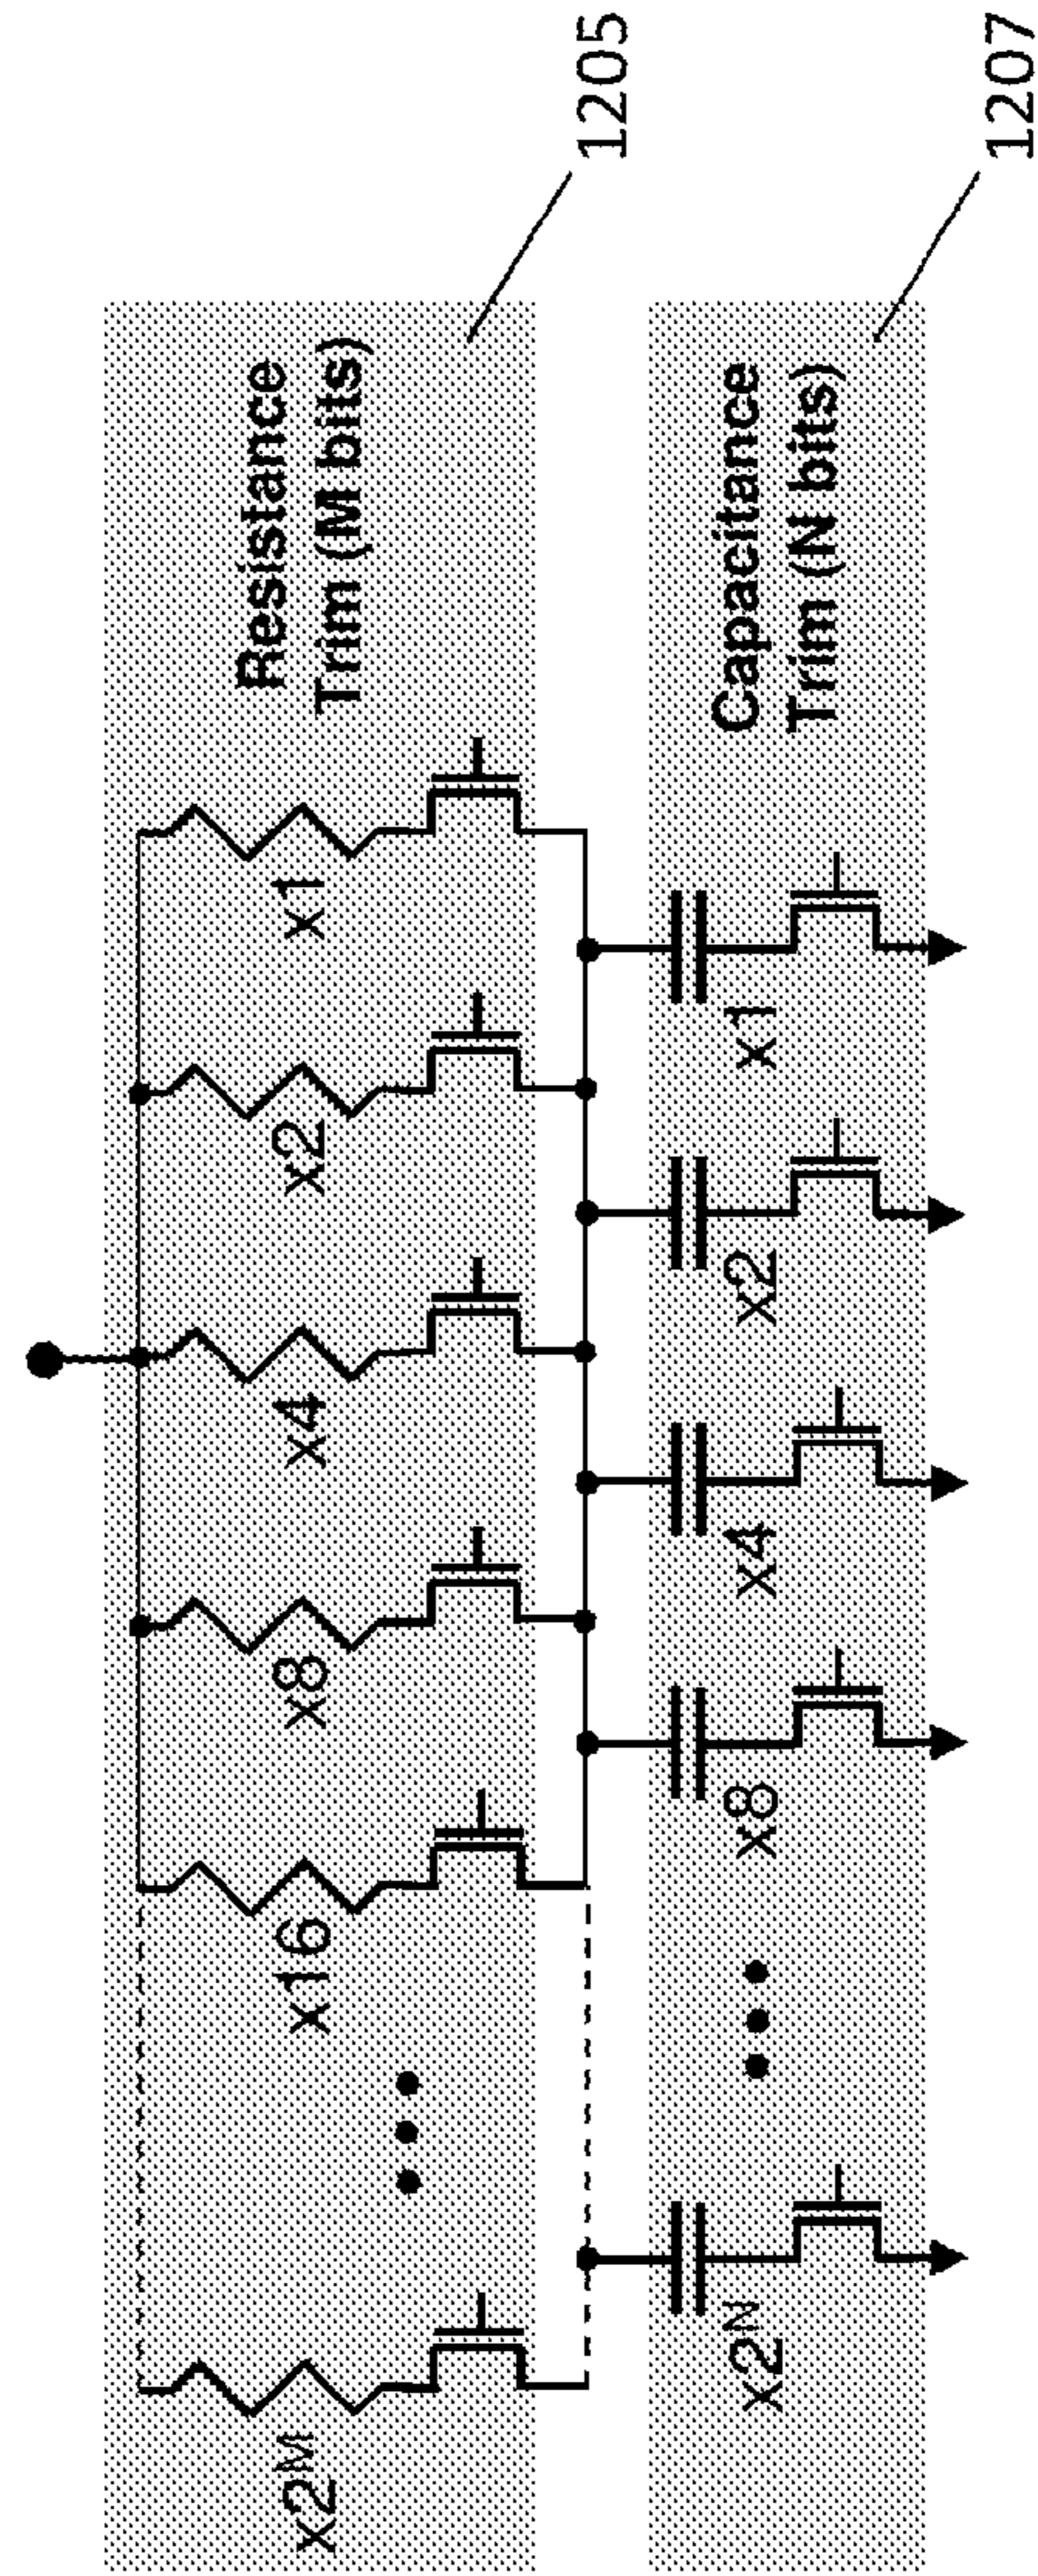 x2ᴹ
x16
x8
x4
x2
x1
Resistance
Trim (M bits)
1205
x2ᴺ
x8
x4
x2
x1
Capacitance
Trim (N bits)
1207